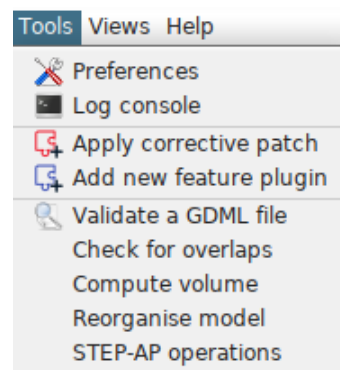 Tools Views Help
Preferences
Log console
Apply corrective patch
Add new feature plugin
Validate a GDML file
Check for overlaps
Compute volume
Reorganise model
STEP-AP operations